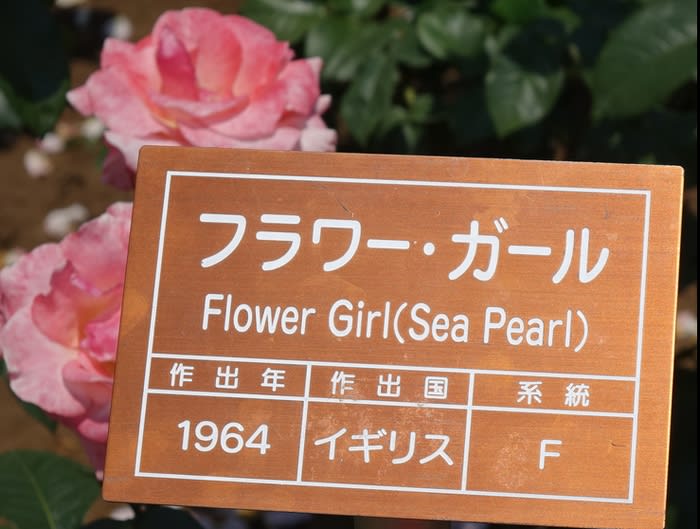 フラワー・ガール
Flower Girl(Sea Pearl)
作出年 作出国 系統
1964 イギリス F